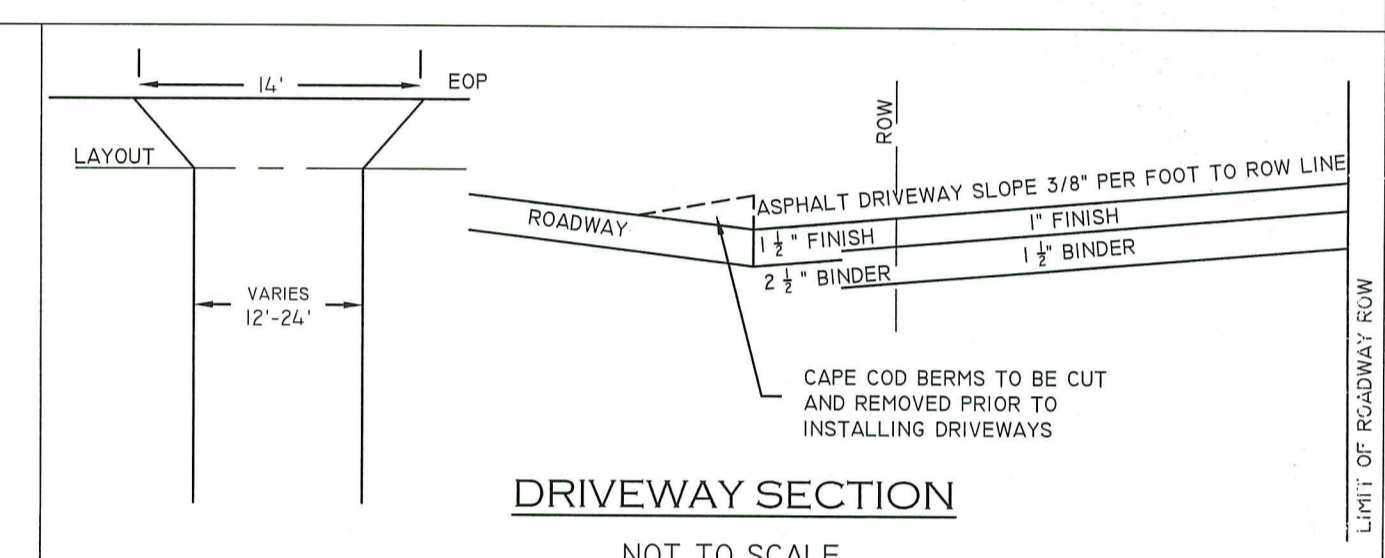 14'
EOP
LAYOUT
VARIES
12'-24'
ROW
ROADWAY
ASPHALT DRIVEWAY SLOPE 3/8" PER FOOT TO ROW LINE
1 1/2" FINISH
1" FINISH
2 1/2" BINDER
1 1/2" BINDER
CAPE COD BERMS TO BE CUT
AND REMOVED PRIOR TO
INSTALLING DRIVEWAYS
LIMIT OF ROADWAY ROW
DRIVEWAY SECTION
NOT TO SCALE